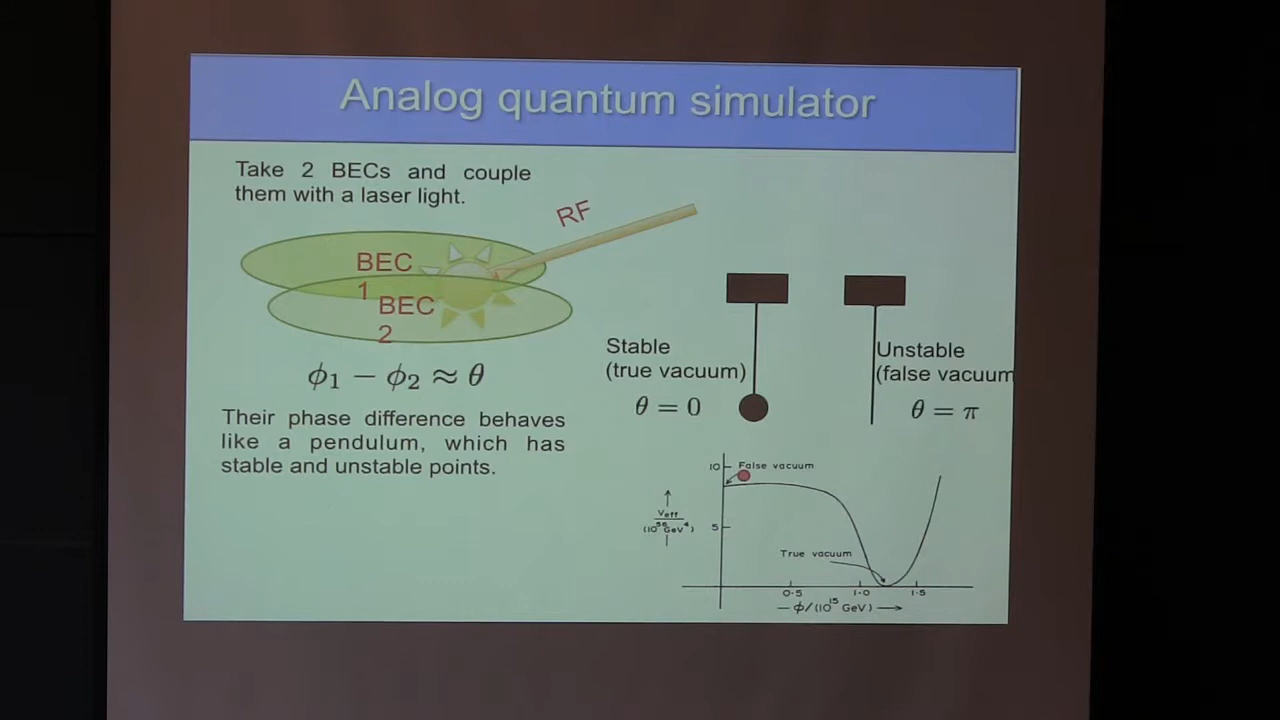 Analog quantum simulator
Take 2 BECs and couple
them with a laser light.
RF
BEC
1
BEC
2
ϕ₁ − ϕ₂ ≈ θ
Their phase difference behaves
like a pendulum, which has
stable and unstable points.
Stable
(true vacuum)
θ = 0
Unstable
(false vacuum
θ = π
10
False vacuum
Veff
(10⁵⁶ GeV⁴)
5
True vacuum
0·5
1·0
1·5
—ϕ/(10¹⁵ GeV)